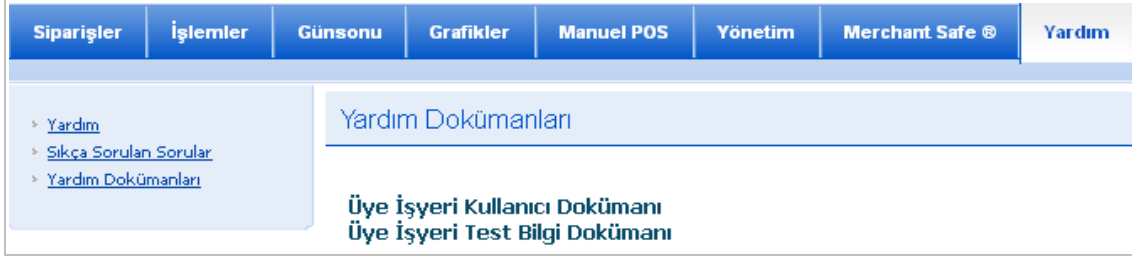 Siparişler İşlemler Günsonu Grafikler Manuel POS Yönetim Merchant Safe ® Yardım
Yardım
Sıkça Sorulan Sorular
Yardım Dokümanları
Yardım Dokümanları
Üye İşyeri Kullanıcı Dokümanı
Üye İşyeri Test Bilgi Dokümanı